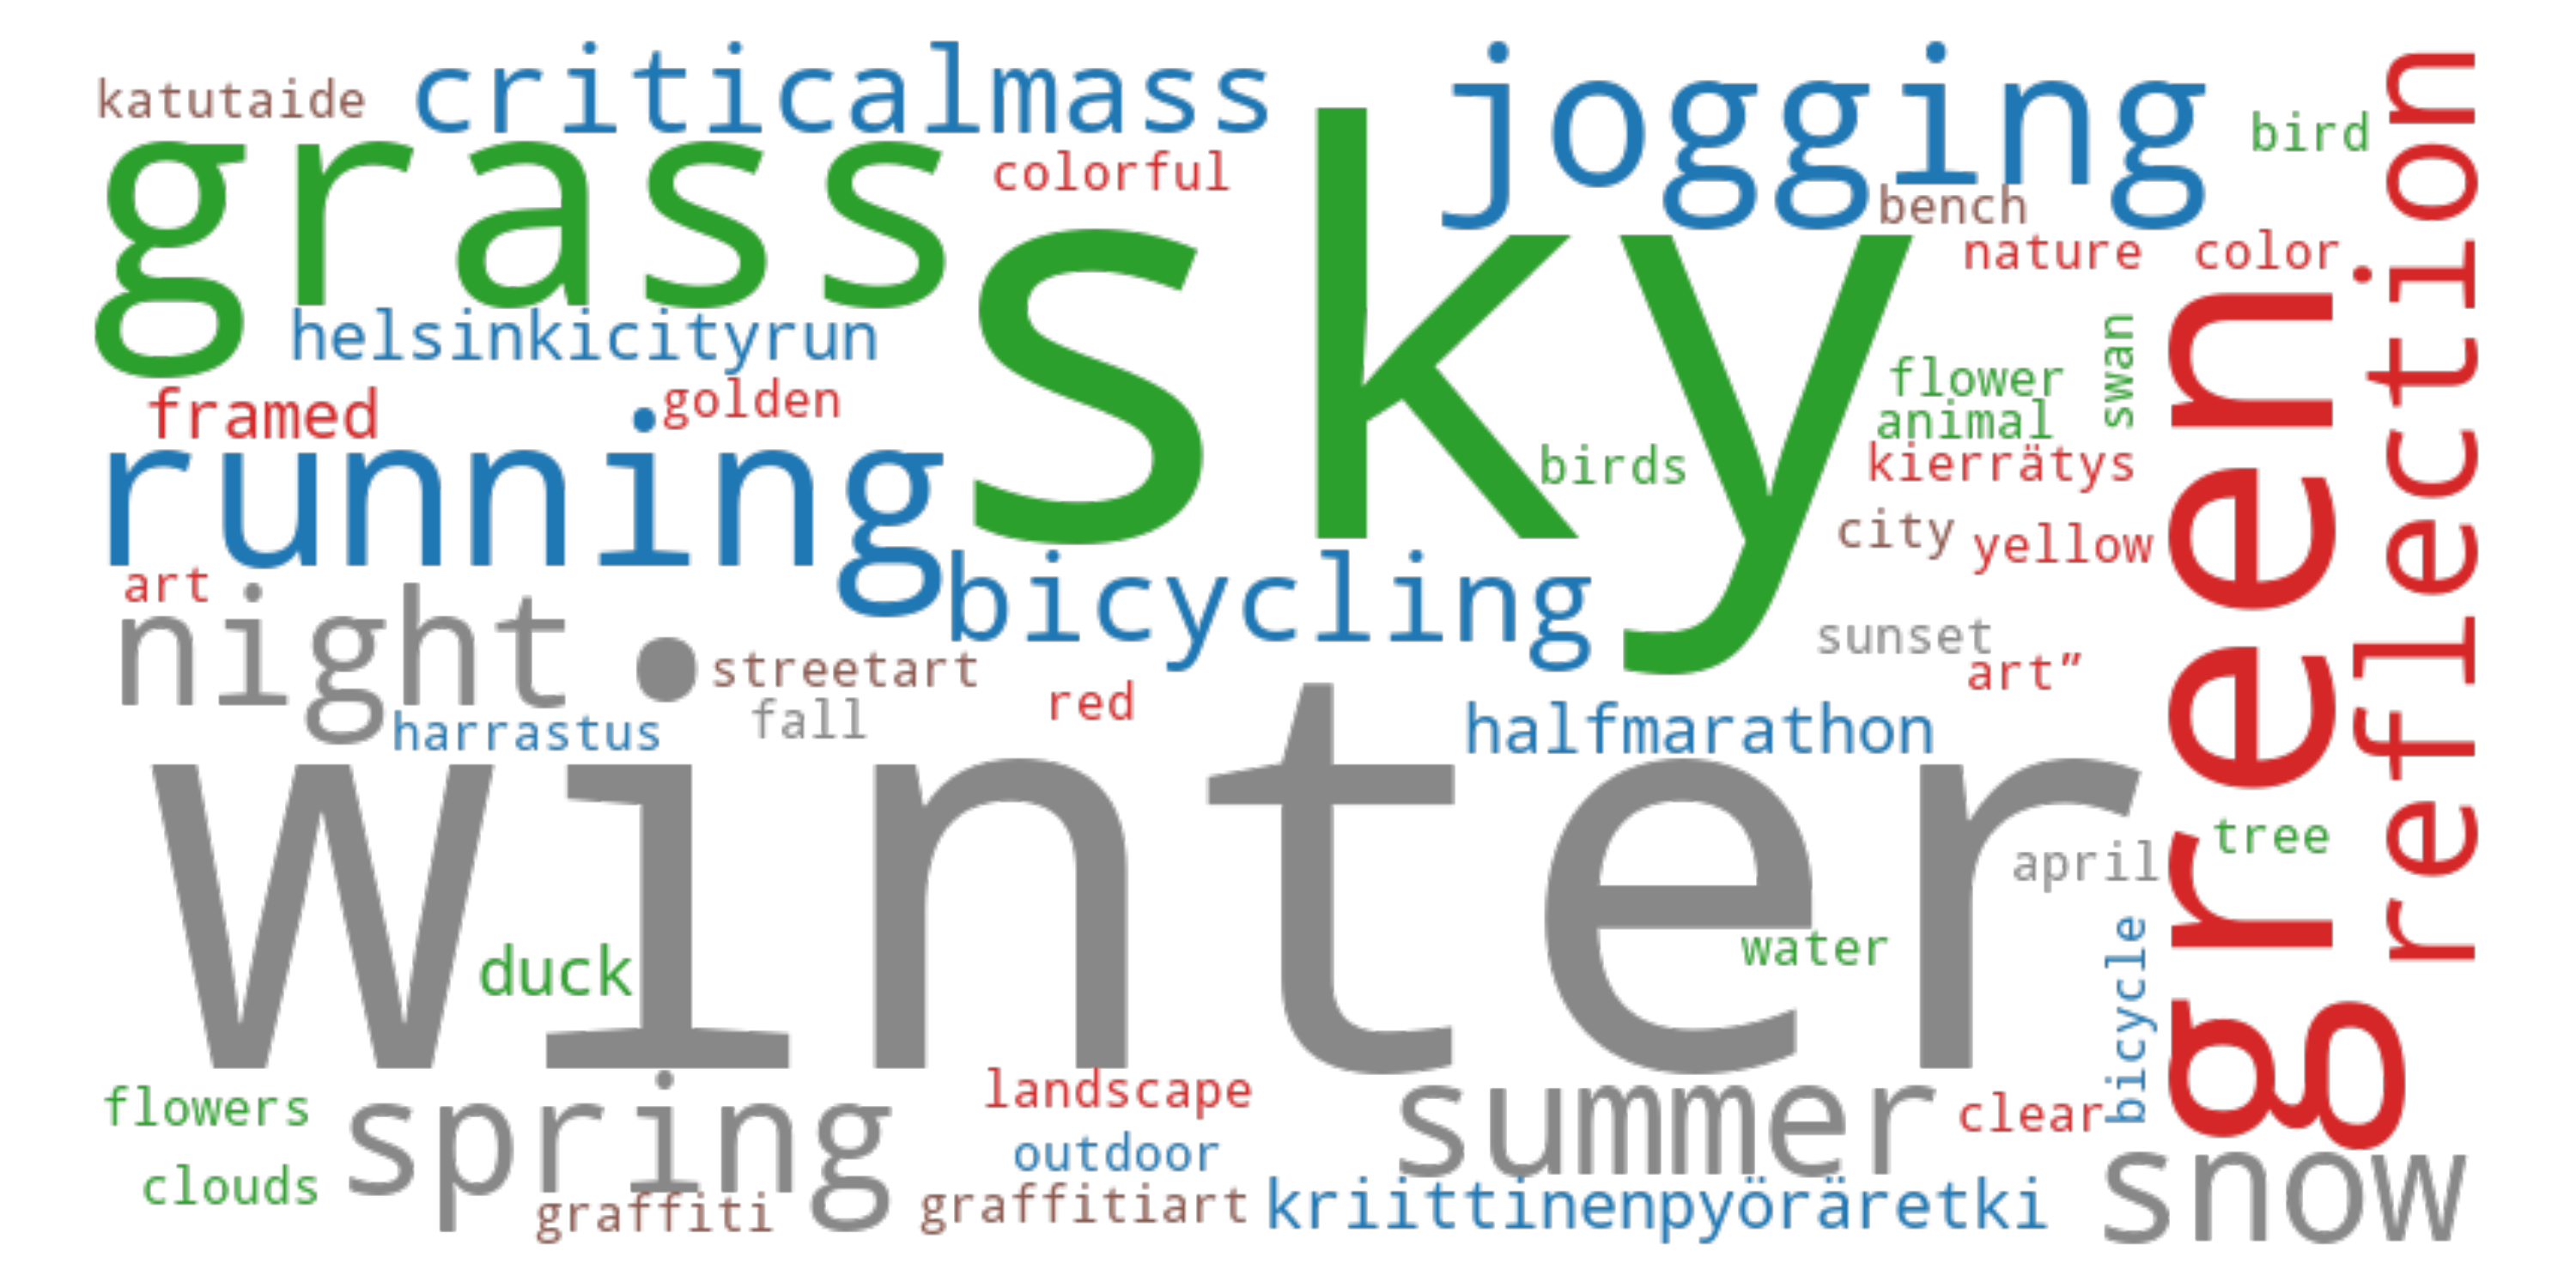 katutaide
criticalmass
jogging
bird
reflection
grass
colorful
sky
bench
nature
color
helsinkicityrun
green
swan
framed
golden
flower
animal
running
birds
kierrätys
city
yellow
art
bicycling
night
streetart
sunset
art”
red
harrastus
fall
halfmarathon
winter
tree
april
duck
water
bicycle
flowers
spring
landscape
summer
clear
outdoor
clouds
graffiti
graffitiart
kriittinenpyöräretki
snow